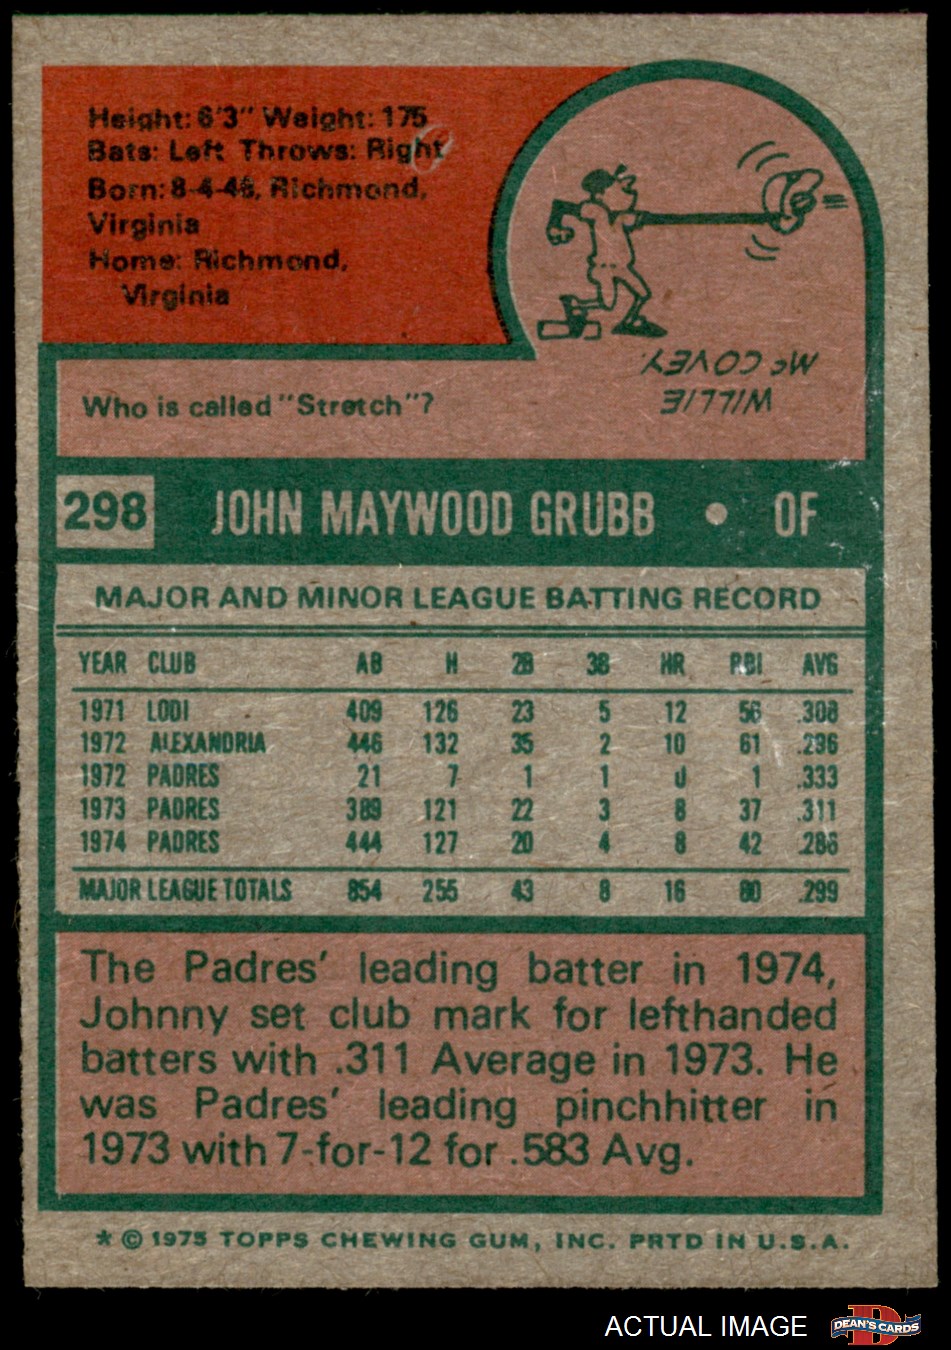 Height: 6'3" Weight: 175
Bats: Left Throws: Right
Born: 8-4-48, Richmond,
Virginia
Home: Richmond,
Virginia
WILLIE
McCOVEY.
Who is called "Stretch"?
298 JOHN MAYWOOD GRUBB • OF
MAJOR AND MINOR LEAGUE BATTING RECORD
YEAR CLUB AB H 2B 3B HR RBI AVG
1971 LODI 409 126 23 5 12 56 .308
1972 ALEXANDRIA 446 132 35 2 10 61 .296
1972 PADRES 21 7 1 1 0 1 .333
1973 PADRES 389 121 22 3 8 37 .311
1974 PADRES 444 127 20 4 8 42 .286
MAJOR LEAGUE TOTALS 854 255 43 8 16 80 .299
The Padres' leading batter in 1974,
Johnny set club mark for lefthanded
batters with .311 Average in 1973. He
was Padres' leading pinchhitter in
1973 with 7-for-12 for .583 Avg.
* © 1975 TOPPS CHEWING GUM, INC. PRTD IN U.S.A.
ACTUAL IMAGE
DEAN'S CARDS